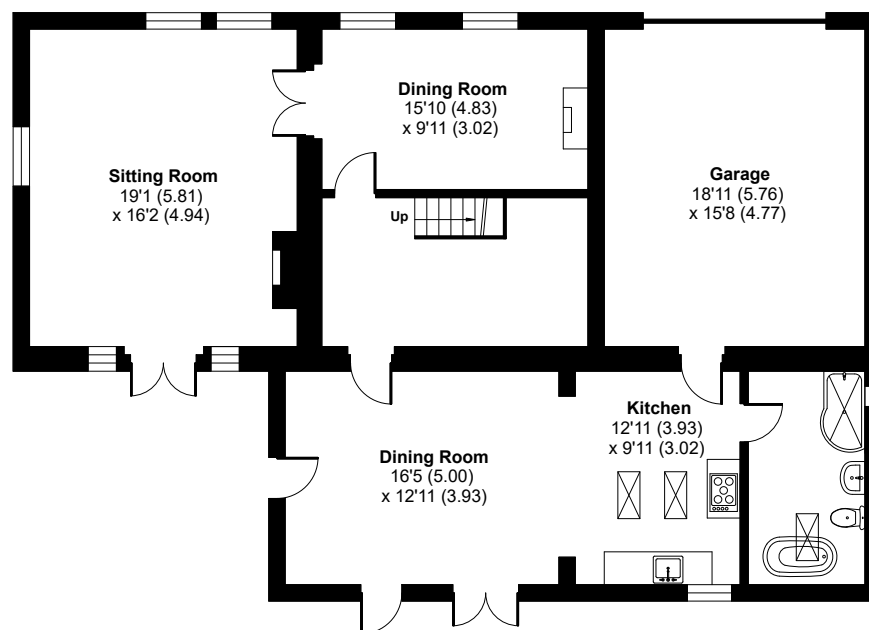 Dining Room
15'10 (4.83)
x 9'11 (3.02)
Sitting Room
19'1 (5.81)
x 16'2 (4.94)
Garage
18'11 (5.76)
x 15'8 (4.77)
Up
Kitchen
12'11 (3.93)
x 9'11 (3.02)
Dining Room
16'5 (5.00)
x 12'11 (3.93)